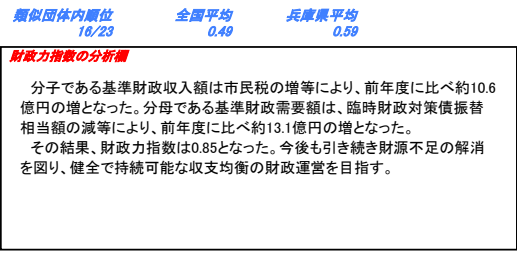 類似団体内順位 全国平均 兵庫県平均
16/23 0.49 0.59
財政力指数の分析欄
分子である基準財政収入額は市民税の増等により、前年度に比べ約10.6
億円の増となった。分母である基準財政需要額は、臨時財政対策債振替
相当額の減等により、前年度に比べ約13.1億円の増となった。
その結果、財政力指数は0.85となった。今後も引き続き財源不足の解消
を図り、健全で持続可能な収支均衡の財政運営を目指す。